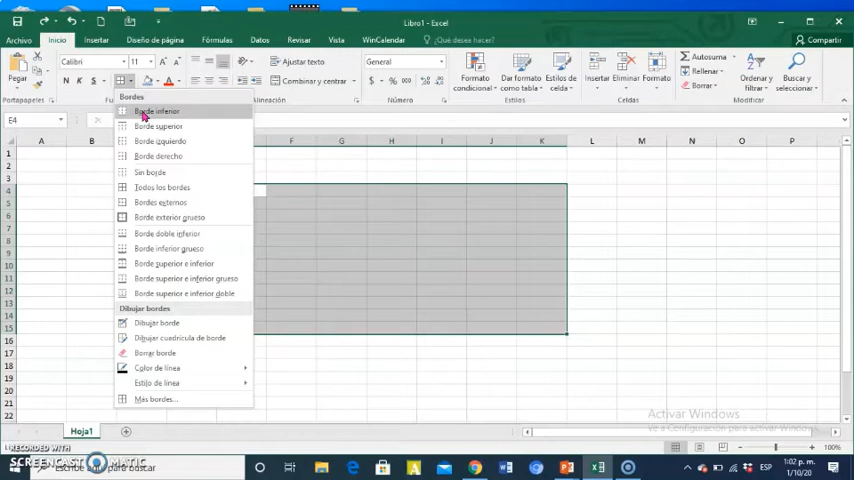 Libro1 - Excel
Archivo Inicio Insertar Diseño de página Fórmulas Datos Revisar Vista WinCalendar ¿Qué desea hacer? Compartir
Pegar
Calibri 11
N K S
Ajustar texto
Combinar y centrar
General
$ % 000
Formato condicional
Dar formato como tabla
Estilos de celda
Insertar Eliminar Formato
Autosuma
Rellenar
Borrar
Ordenar y filtrar
Buscar y seleccionar
Portapapeles Número Estilos Celdas
E4
Bordes
Borde inferior
Borde superior
Borde izquierdo
Borde derecho
Sin borde
Todos los bordes
Bordes externos
Borde exterior grueso
Borde doble inferior
Borde inferior grueso
Borde superior e inferior
Borde superior e inferior grueso
Borde superior e inferior doble
Dibujar bordes
Dibujar borde
Dibujar cuadrícula de borde
Borrar borde
Color de línea
Estilo de línea
Más bordes...
A B F G H I J K L M N O P
1
2
3
4
5
6
7
8
9
10
11
12
13
14
15
16
17
18
19
20
21
22
Activar Windows
Ve a Configuración para activar Windows.
Hoja1
100%
RECORDED WITH
SCREENCAST MATIC
Escribe aquí para buscar
ESP
1:02 p. m.
1/10/20